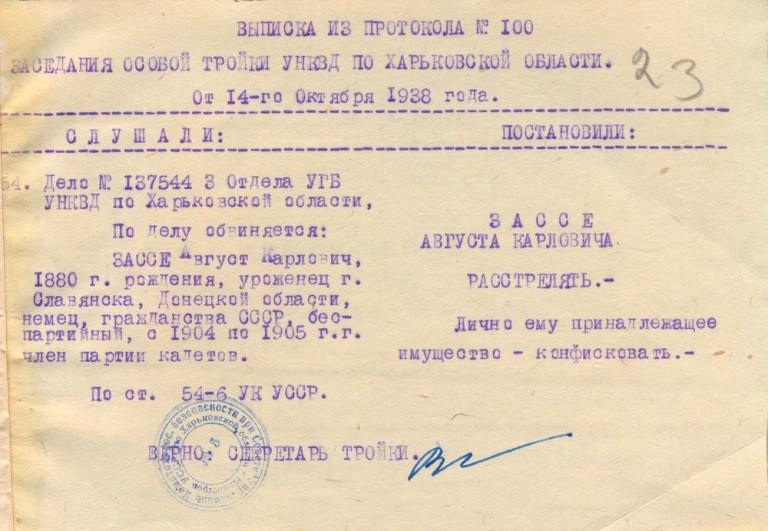 ВЫПИСКА ИЗ ПРОТОКОЛА № 100
ЗАСЕДАНИЯ ОСОБОЙ ТРОЙКИ УНКВД ПО ХАРЬКОВСКОЙ ОБЛАСТИ.
23
От 14-го Октября 1938 года.
СЛУШАЛИ:
ПОСТАНОВИЛИ:
54. Дело № 137544 3 Отдела УГБ
УНКВД по Харьковской области,
По делу обвиняется:
ЗАССЕ Август Карлович,
1880 г. рождения, уроженец г.
Славянска, Донецкой области,
немец, гражданства СССР, бес-
партийный, с 1904 по 1905 г.г.
член партии кадетов.
По ст. 54-6 УК УССР.
ЗАССЕ
АВГУСТА КАРЛОВИЧА
РАССТРЕЛЯТЬ.-
Лично ему принадлежащее
имущество - конфисковать.-
ВЕРНО: СЕКРЕТАРЬ ТРОЙКИ.